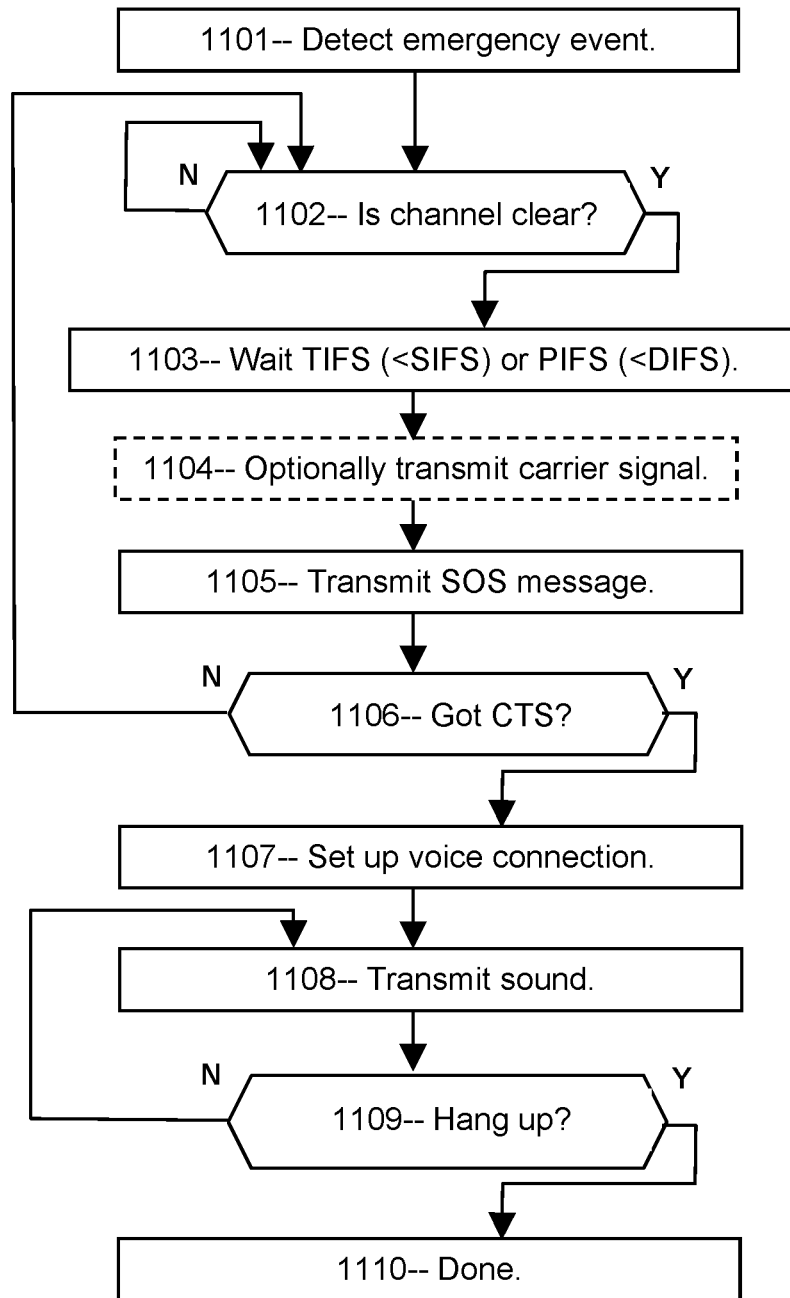 1101-- Detect emergency event.
N
Y
1102-- Is channel clear?
1103-- Wait TIFS (<SIFS) or PIFS (<DIFS).
1104-- Optionally transmit carrier signal.
1105-- Transmit SOS message.
N
Y
1106-- Got CTS?
1107-- Set up voice connection.
1108-- Transmit sound.
N
Y
1109-- Hang up?
1110-- Done.